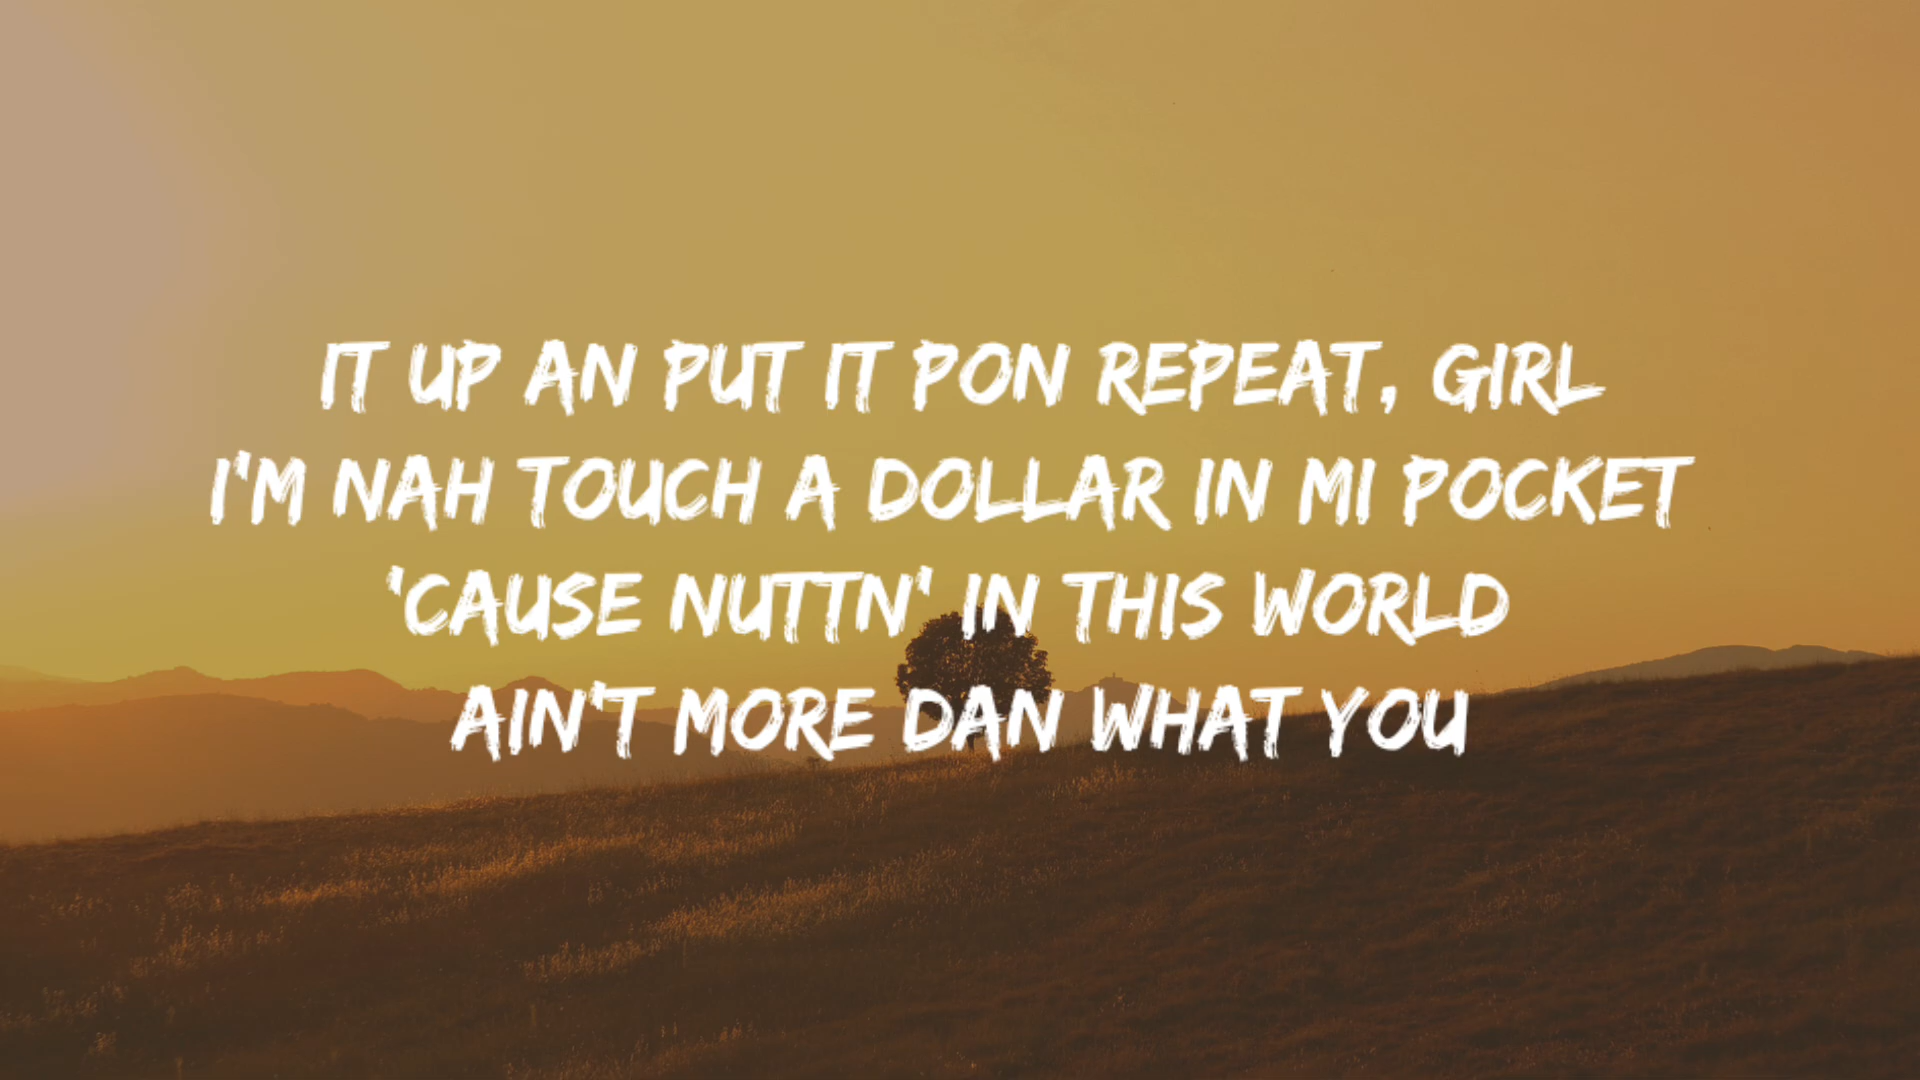 IT UP AN PUT IT PON REPEAT, GIRL
I'M NAH TOUCH A DOLLAR IN MI POCKET
'CAUSE NUTTN' IN THIS WORLD
AIN'T MORE DAN WHAT YOU